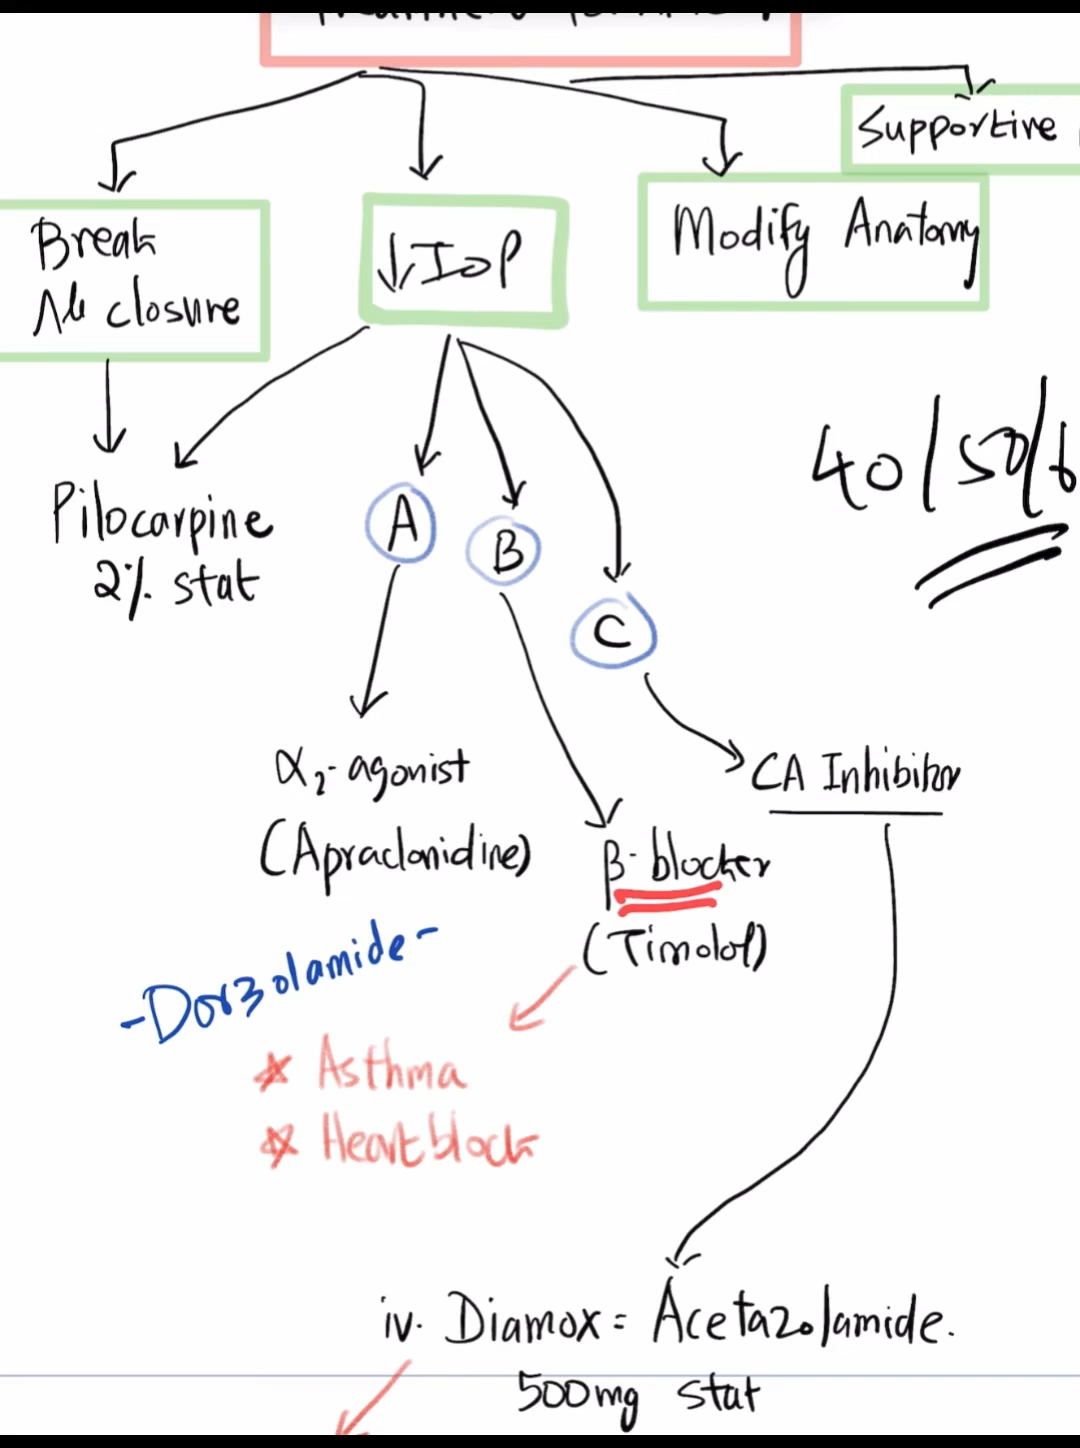 Supportive
Break
closure
↓IOP
Modify Anatomy
40/50/6
Pilocarpine
2% stat
A
B
C
α2-agonist
(Apraclonidine)
CA Inhibitor
β-blocker
(Timolol)
-Dorzolamide-
* Asthma
* Heart block
iv. Diamox = Acetazolamide.
500mg stat